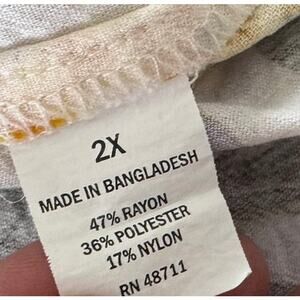 2X
MADE IN BANGLADESH
47% RAYON
36% POLYESTER
17% NYLON
RN 48711